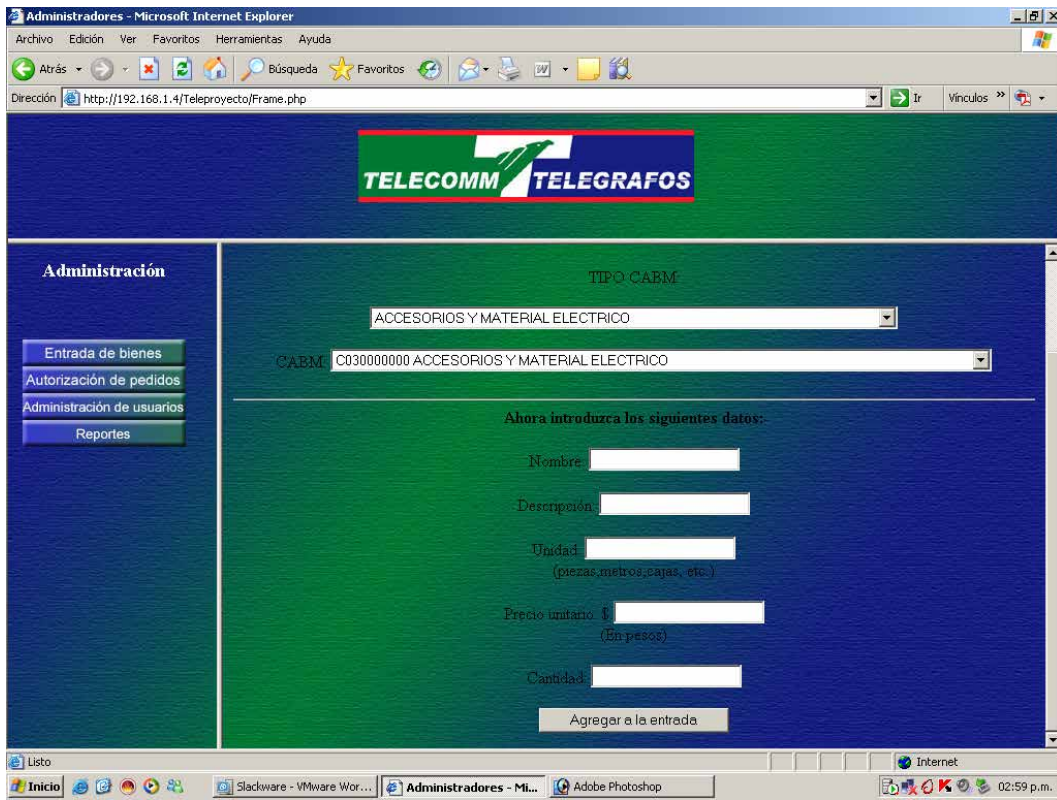 Administradores - Microsoft Internet Explorer
Archivo Edición Ver Favoritos Herramientas Ayuda
Atrás Búsqueda Favoritos
Dirección http://192.168.1.4/Teleproyecto/Frame.php Ir Vínculos »
TELECOMM TELEGRAFOS
Administración
Entrada de bienes
Autorización de pedidos
Administración de usuarios
Reportes
TIPO CABM:
ACCESORIOS Y MATERIAL ELECTRICO
CABM: C030000000 ACCESORIOS Y MATERIAL ELECTRICO
Ahora introduzca los siguientes datos:-
Nombre:
Descripción:
Unidad:
(piezas,metros,cajas, etc.)
Precio unitario: $
(En pesos)
Cantidad:
Agregar a la entrada
Listo Internet
Inicio Slackware - VMware Wor... Administradores - Mi... Adobe Photoshop 02:59 p.m.